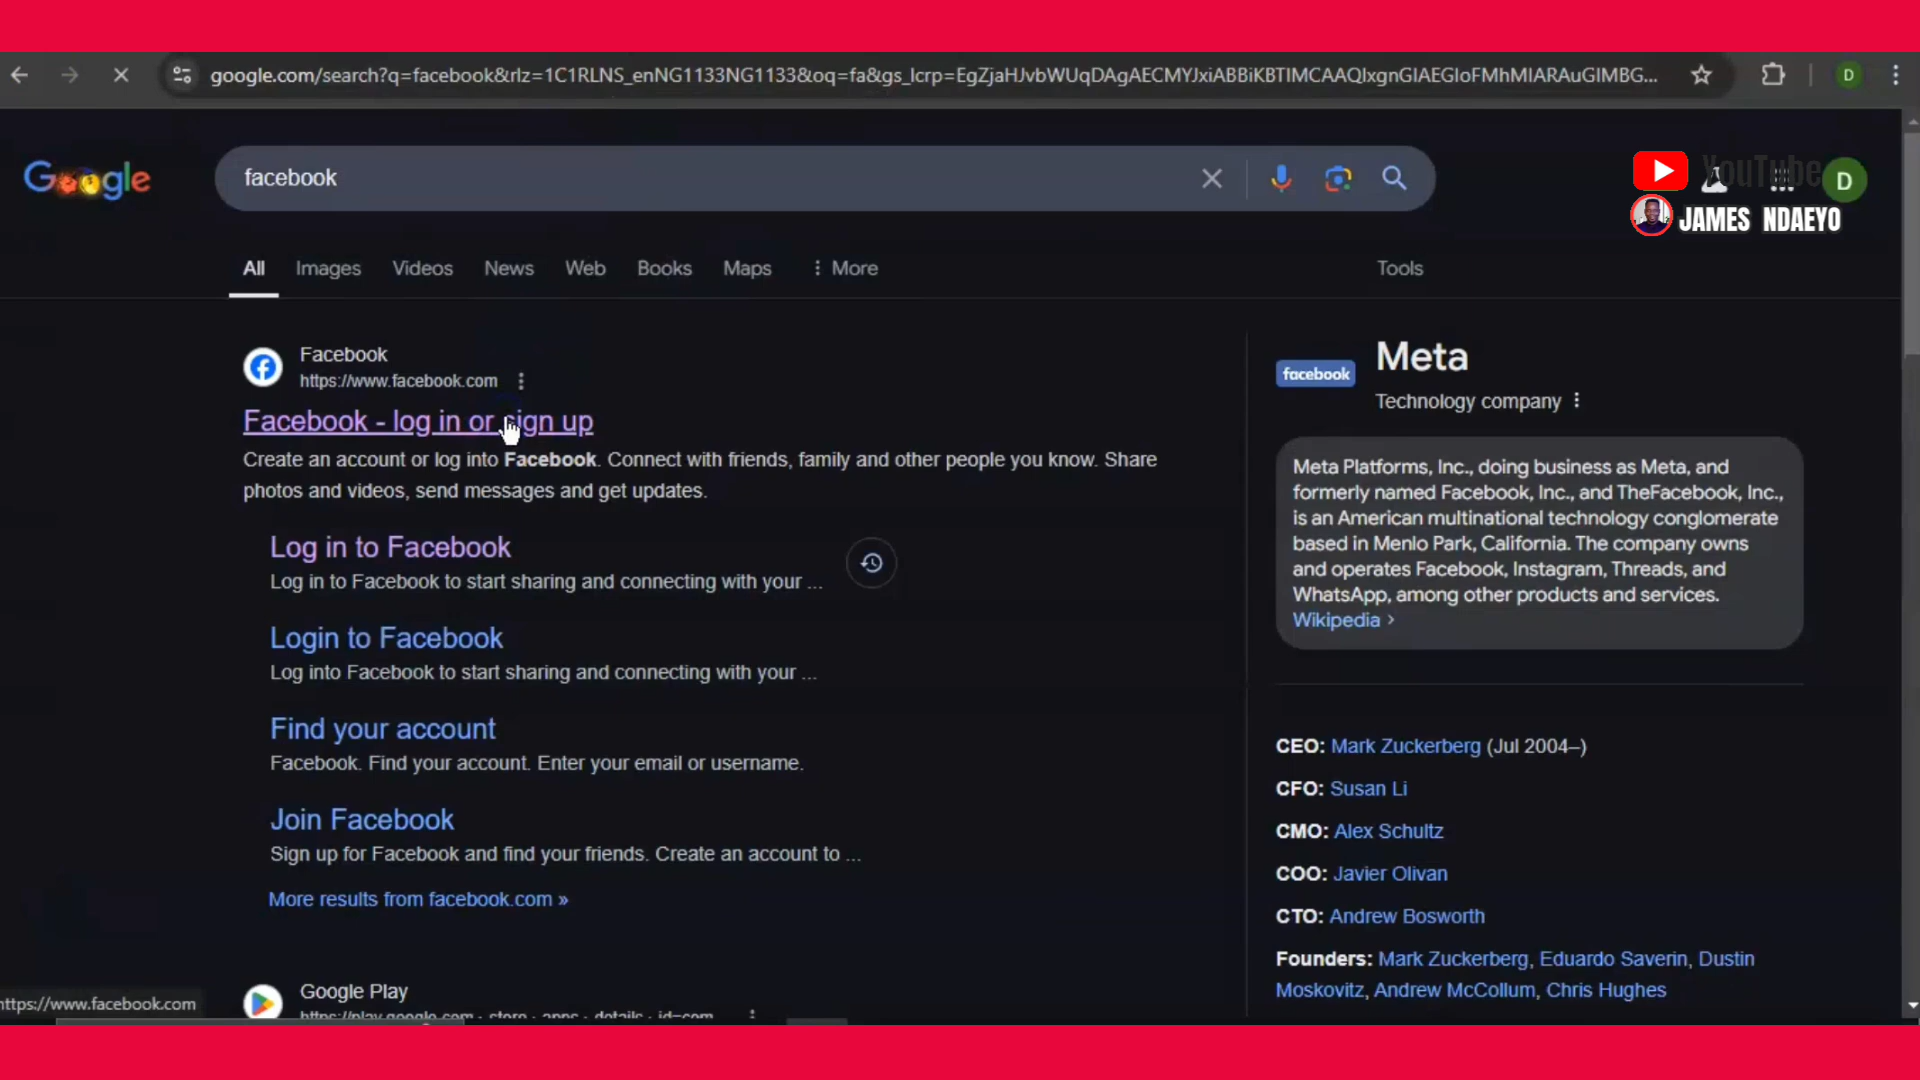 google.com/search?q=facebook&rlz=1C1RLNS_enNG1133NG1133&oq=fa&gs_lcrp=EgZjaHJvbWUqDAgAECMYJxiABBiKBTIMCAAQIxgnGIAEGIoFMhMIARAuGIMBG...
D
Google
facebook
YouTube
D
JAMES NDAEYO
All
Images
Videos
News
Web
Books
Maps
More
Tools
Facebook
https://www.facebook.com
Facebook - log in or sign up
Create an account or log into Facebook. Connect with friends, family and other people you know. Share
photos and videos, send messages and get updates.
Log in to Facebook
Log in to Facebook to start sharing and connecting with your ...
Login to Facebook
Log into Facebook to start sharing and connecting with your ...
Find your account
Facebook. Find your account. Enter your email or username.
Join Facebook
Sign up for Facebook and find your friends. Create an account to ...
More results from facebook.com »
Google Play
https://play.google.com › store › apps › details › id=com...
https://www.facebook.com
facebook
Meta
Technology company
Meta Platforms, Inc., doing business as Meta, and
formerly named Facebook, Inc., and TheFacebook, Inc.,
is an American multinational technology conglomerate
based in Menlo Park, California. The company owns
and operates Facebook, Instagram, Threads, and
WhatsApp, among other products and services.
Wikipedia ›
CEO: Mark Zuckerberg (Jul 2004–)
CFO: Susan Li
CMO: Alex Schultz
COO: Javier Olivan
CTO: Andrew Bosworth
Founders: Mark Zuckerberg, Eduardo Saverin, Dustin
Moskovitz, Andrew McCollum, Chris Hughes